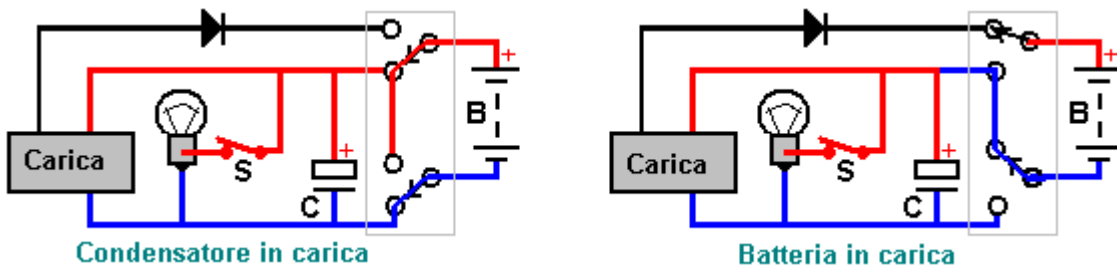 +
B
Carica
S
+
C
Condensatore in carica
+
B
Carica
S
+
C
Batteria in carica